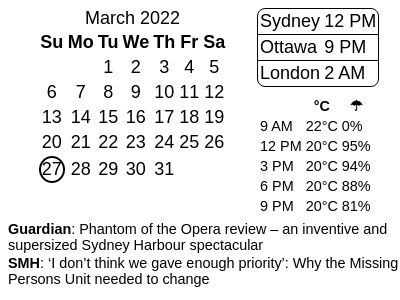 March 2022
Su Mo Tu We Th Fr Sa
1 2 3 4 5
6 7 8 9 10 11 12
13 14 15 16 17 18 19
20 21 22 23 24 25 26
27 28 29 30 31
Sydney 12 PM
Ottawa 9 PM
London 2 AM
°C ☂
9 AM 22°C 0%
12 PM 20°C 95%
3 PM 20°C 94%
6 PM 20°C 88%
9 PM 20°C 81%
Guardian: Phantom of the Opera review – an inventive and
supersized Sydney Harbour spectacular
SMH: ‘I don’t think we gave enough priority’: Why the Missing
Persons Unit needed to change